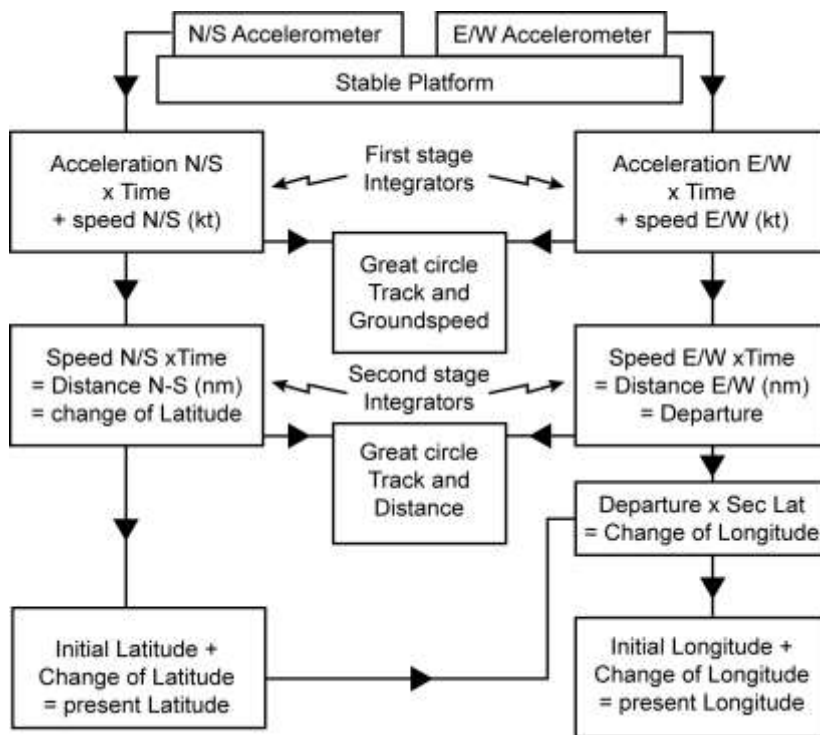 N/S Accelerometer
E/W Accelerometer
Stable Platform
Acceleration N/S
x Time
+ speed N/S (kt)
First stage
Integrators
Acceleration E/W
x Time
+ speed E/W (kt)
Great circle
Track and
Groundspeed
Speed N/S xTime
= Distance N-S (nm)
= change of Latitude
Second stage
Integrators
Speed E/W xTime
= Distance E/W (nm)
= Departure
Great circle
Track and
Distance
Departure x Sec Lat
= Change of Longitude
Initial Latitude +
Change of Latitude
= present Latitude
Initial Longitude +
Change of Longitude
= present Longitude